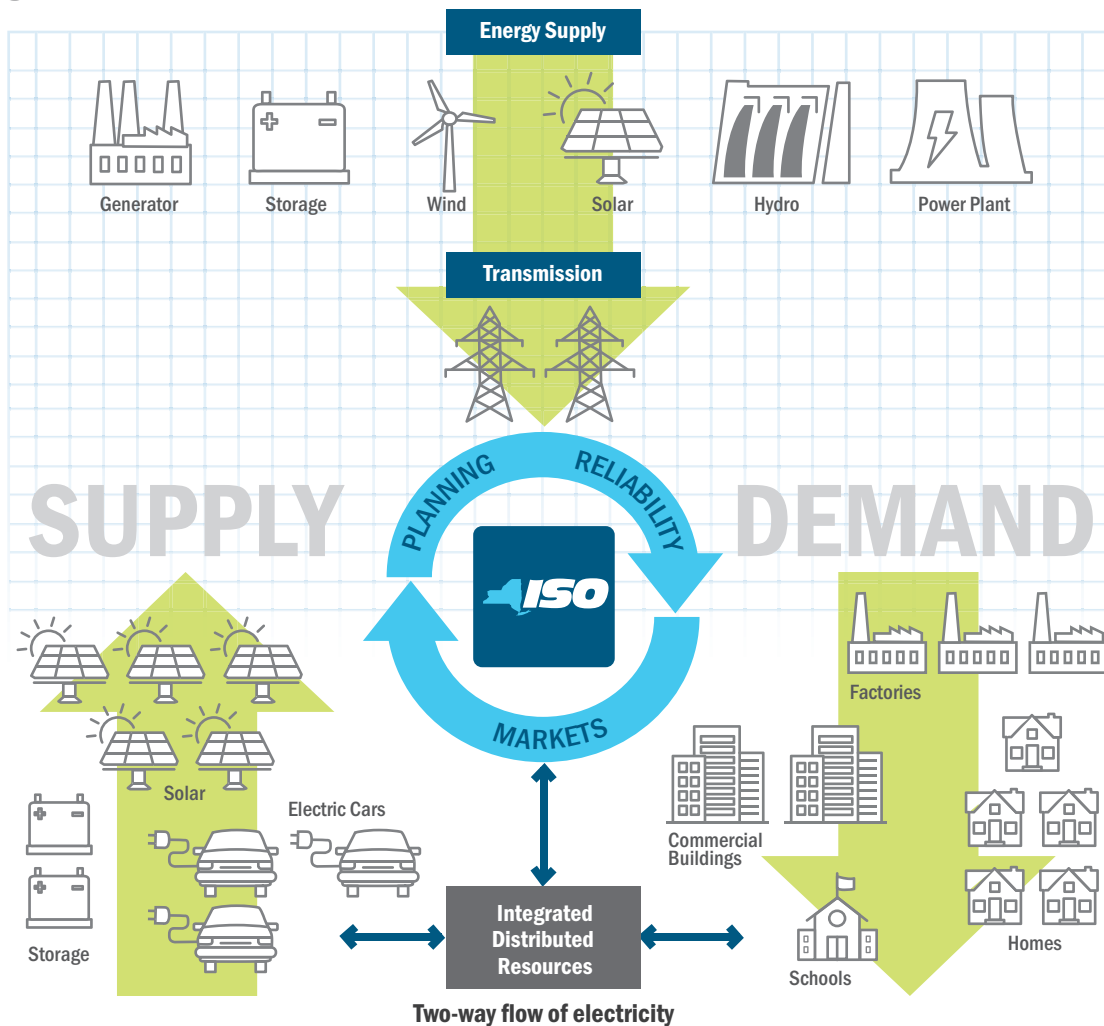 Energy Supply
Generator
Storage
Wind
Solar
Hydro
Power Plant
Transmission
PLANNING
RELIABILITY
SUPPLY
DEMAND
ISO
MARKETS
Factories
Solar
Electric Cars
Commercial
Buildings
Storage
Integrated
Distributed
Resources
Schools
Homes
Two-way flow of electricity